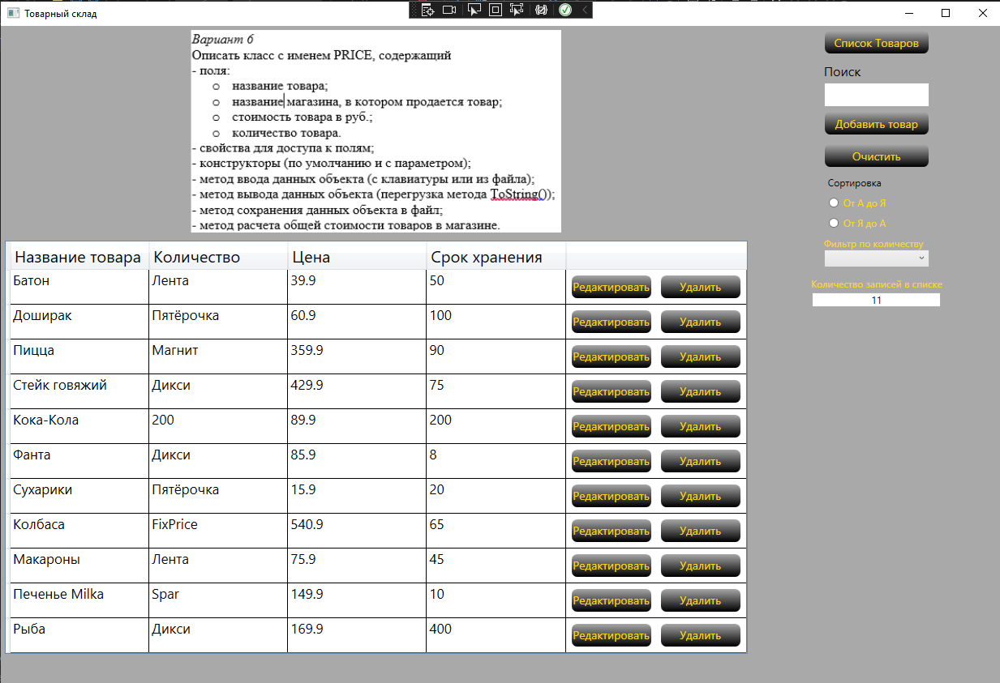 Товарный склад
Вариант 6
Описать класс с именем PRICE, содержащий
- поля:
o название товара;
o название магазина, в котором продается товар;
o стоимость товара в руб.;
o количество товара.
- свойства для доступа к полям;
- конструкторы (по умолчанию и с параметром);
- метод ввода данных объекта (с клавиатуры или из файла);
- метод вывода данных объекта (перегрузка метода ToString());
- метод сохранения данных объекта в файл;
- метод расчета общей стоимости товаров в магазине.
Список Товаров
Поиск
Добавить товар
Очистить
Сортировка
От А до Я
От Я до А
Фильтр по количеству
Количество записей в списке
11
Название товара Количество Цена Срок хранения
Батон Лента 39.9 50 Редактировать Удалить
Доширак Пятёрочка 60.9 100 Редактировать Удалить
Пицца Магнит 359.9 90 Редактировать Удалить
Стейк говяжий Дикси 429.9 75 Редактировать Удалить
Кока-Кола 200 89.9 200 Редактировать Удалить
Фанта Дикси 85.9 8 Редактировать Удалить
Сухарики Пятёрочка 15.9 20 Редактировать Удалить
Колбаса FixPrice 540.9 65 Редактировать Удалить
Макароны Лента 75.9 45 Редактировать Удалить
Печенье Milka Spar 149.9 10 Редактировать Удалить
Рыба Дикси 169.9 400 Редактировать Удалить